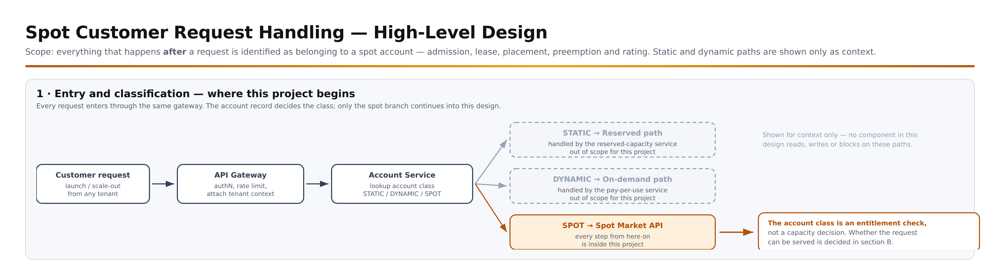 Spot Customer Request Handling — High-Level Design
Scope: everything that happens after a request is identified as belonging to a spot account — admission, lease, placement, preemption and rating. Static and dynamic paths are shown only as context.
1 · Entry and classification — where this project begins
Every request enters through the same gateway. The account record decides the class; only the spot branch continues into this design.
Customer request
launch / scale-out
from any tenant
API Gateway
authN, rate limit,
attach tenant context
Account Service
lookup account class
STATIC / DYNAMIC / SPOT
STATIC → Reserved path
handled by the reserved-capacity service
out of scope for this project
Shown for context only — no component in this
design reads, writes or blocks on these paths.
DYNAMIC → On-demand path
handled by the pay-per-use service
out of scope for this project
SPOT → Spot Market API
every step from here on
is inside this project
The account class is an entitlement check,
not a capacity decision. Whether the request
can be served is decided in section B.